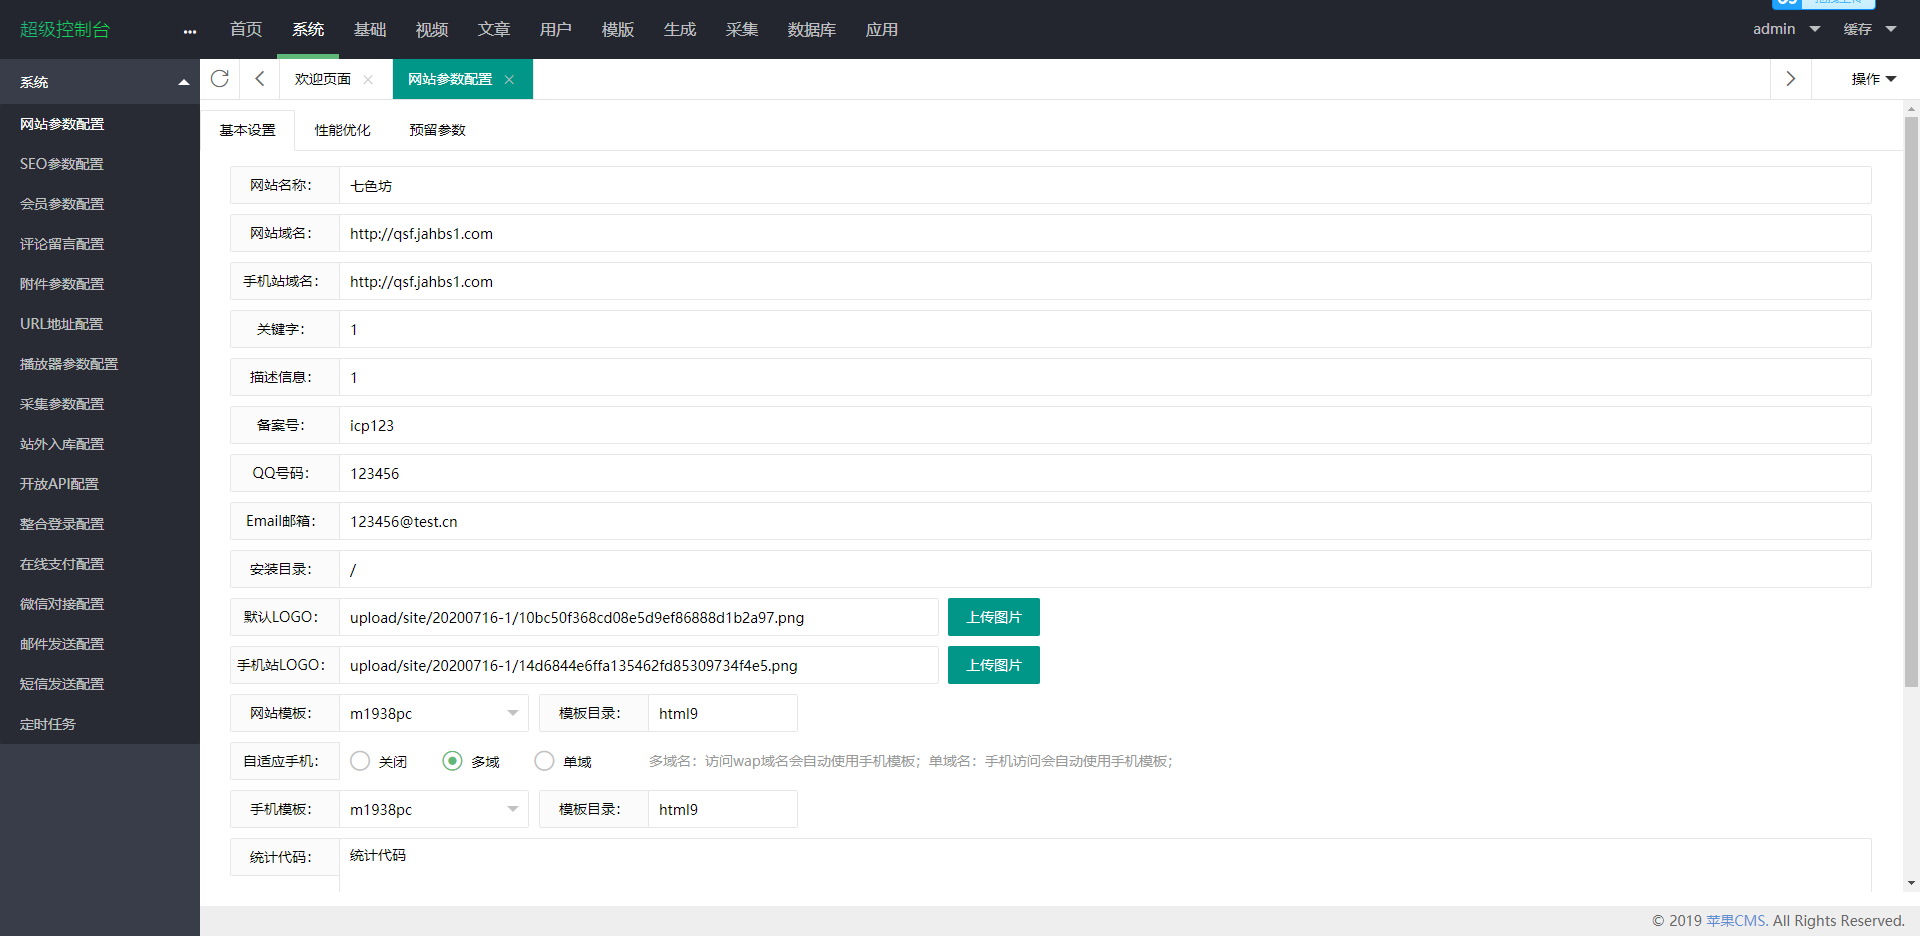 超级控制台 ··· 首页 系统 基础 视频 文章 用户 模版 生成 采集 数据库 应用 admin 缓存
系统
网站参数配置
SEO参数配置
会员参数配置
评论留言配置
附件参数配置
URL地址配置
播放器参数配置
采集参数配置
站外入库配置
开放API配置
整合登录配置
在线支付配置
微信对接配置
邮件发送配置
短信发送配置
定时任务
欢迎页面 网站参数配置 操作
基本设置 性能优化 预留参数
网站名称： 七色坊
网站域名： http://qsf.jahbs1.com
手机站域名： http://qsf.jahbs1.com
关键字： 1
描述信息： 1
备案号： icp123
QQ号码： 123456
Email邮箱： 123456@test.cn
安装目录： /
默认LOGO： upload/site/20200716-1/10bc50f368cd08e5d9ef86888d1b2a97.png 上传图片
手机站LOGO： upload/site/20200716-1/14d6844e6ffa135462fd85309734f4e5.png 上传图片
网站模板： m1938pc 模板目录： html9
自适应手机： 关闭 多域 单域 多域名：访问wap域名会自动使用手机模板；单域名：手机访问会自动使用手机模板；
手机模板： m1938pc 模板目录： html9
统计代码： 统计代码
© 2019 苹果CMS. All Rights Reserved.